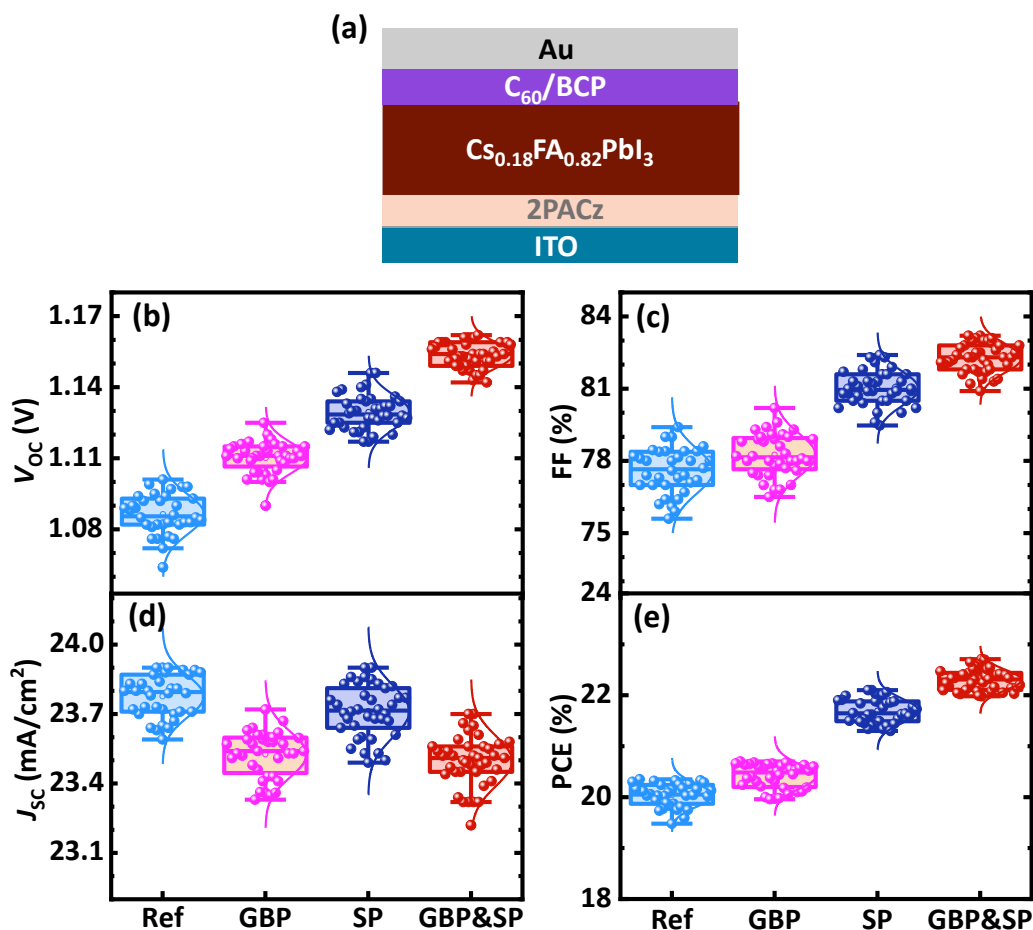 (a)
Au
C₆₀/BCP
Cs₀.₁₈FA₀.₈₂PbI₃
2PACz
ITO
(b)
1.17
1.14
1.11
1.08
V_OC (V)
(c)
84
81
78
75
FF (%)
(d)
24.0
23.7
23.4
23.1
J_SC (mA/cm²)
Ref GBP SP GBP&SP
(e)
24
22
20
18
PCE (%)
Ref GBP SP GBP&SP